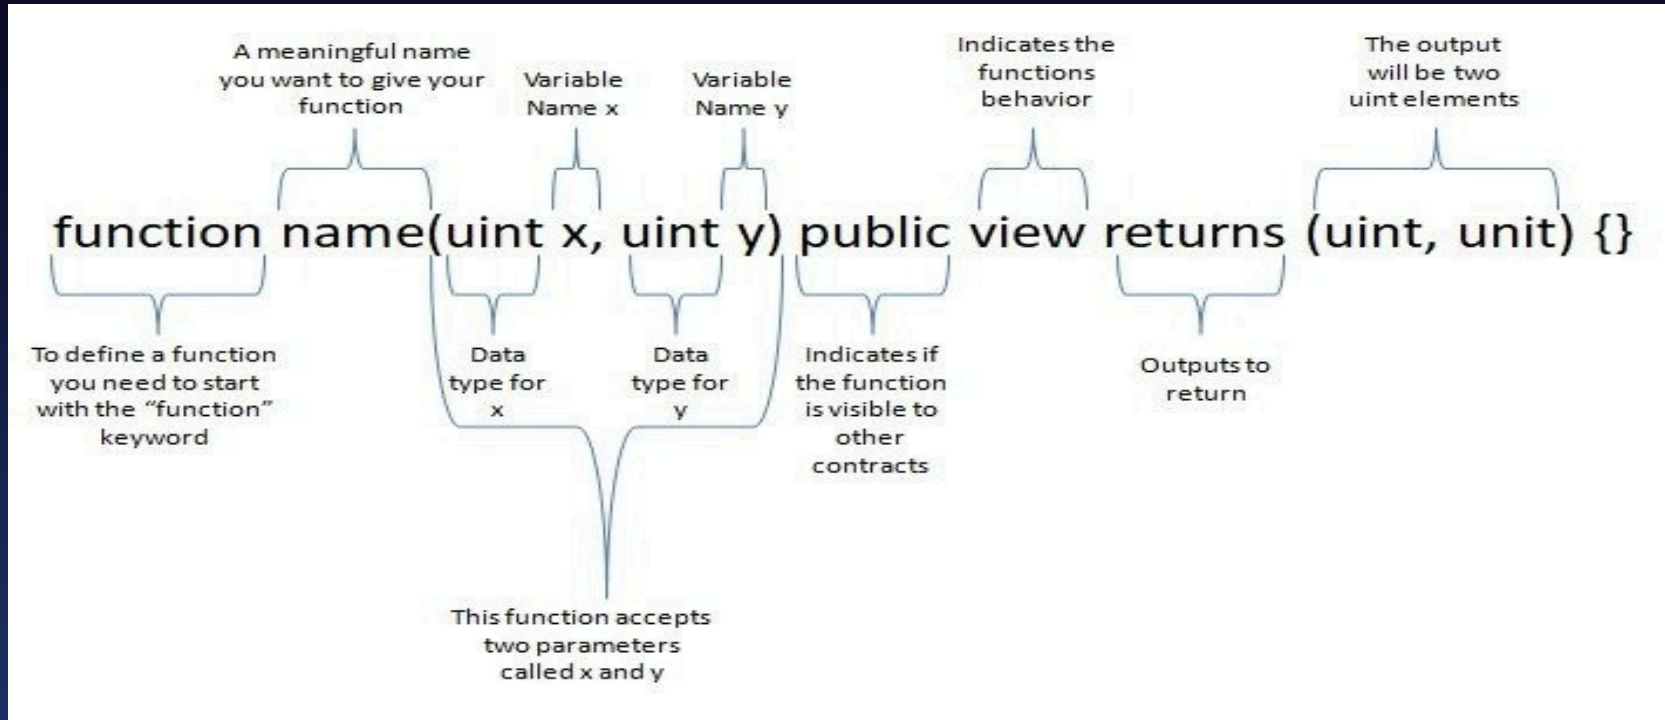 A meaningful name
you want to give your
function
Variable
Name x
Variable
Name y
Indicates the
functions
behavior
The output
will be two
uint elements
function name(uint x, uint y) public view returns (uint, unit) {}
To define a function
you need to start
with the “function”
keyword
Data
type for
x
Data
type for
y
Indicates if
the function
is visible to
other
contracts
Outputs to
return
This function accepts
two parameters
called x and y